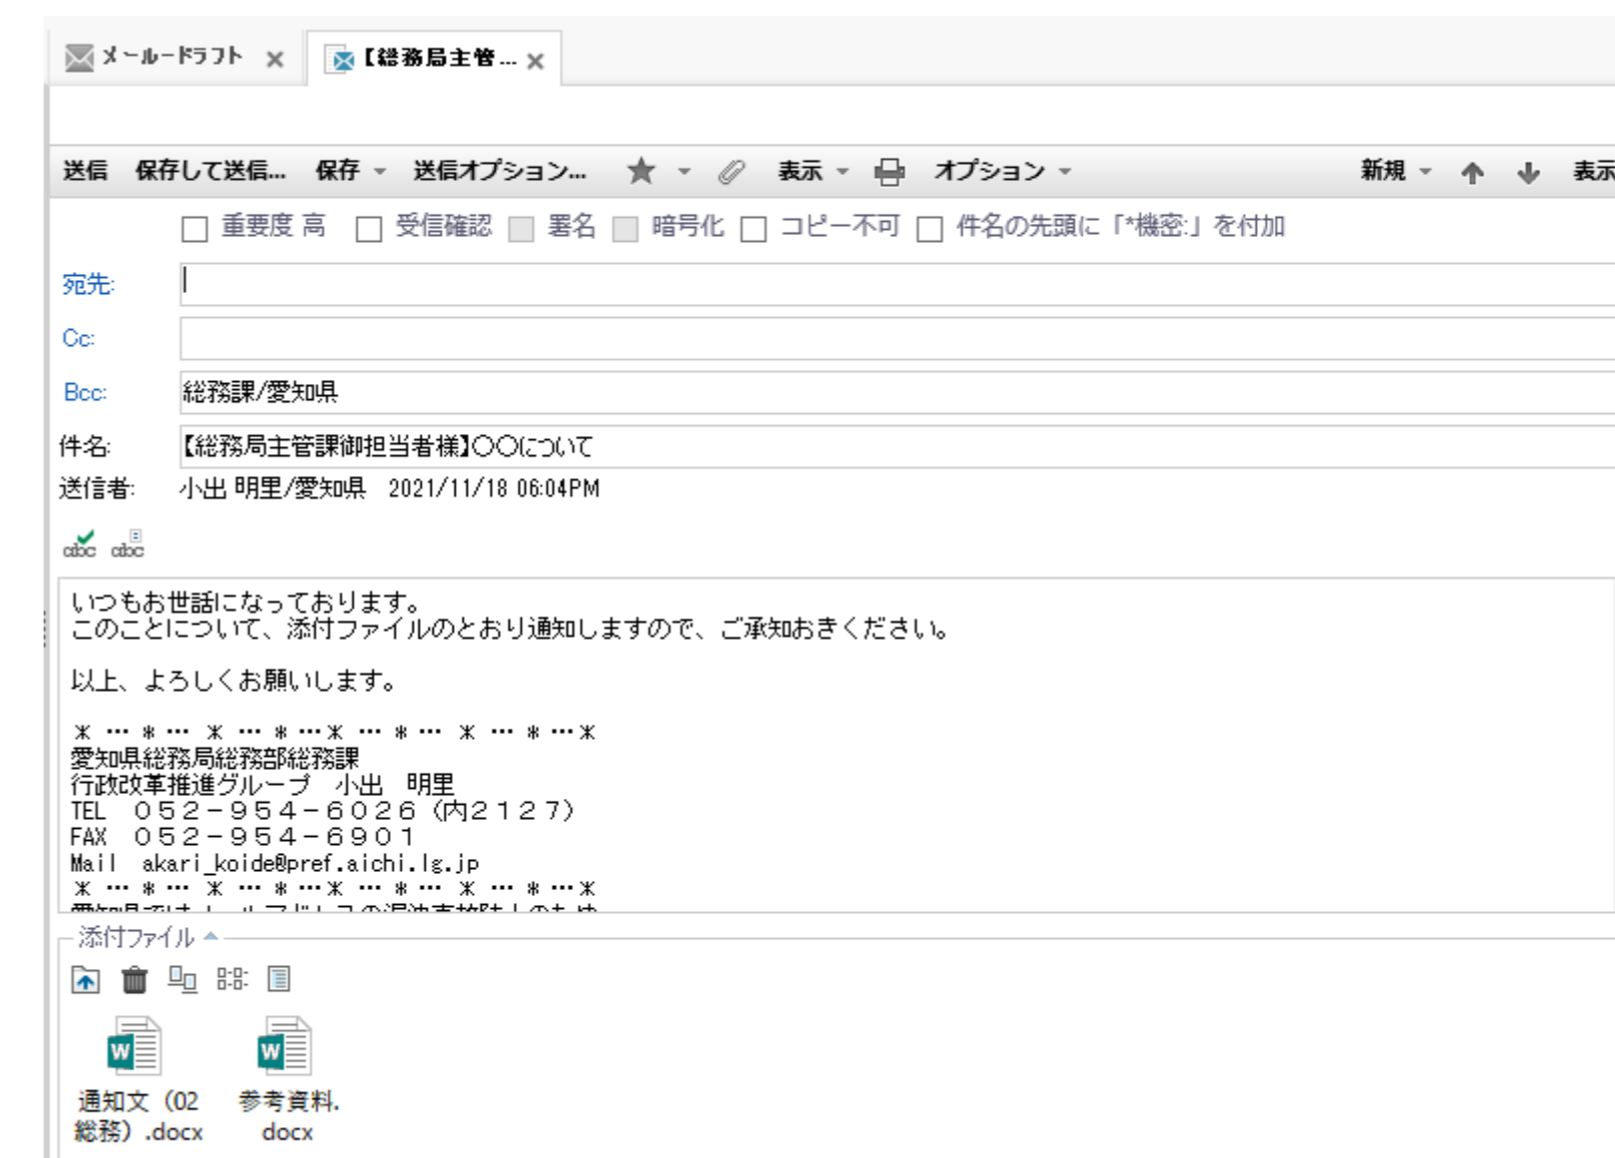 メールードラフト
【総務局主管...
送信 保存して送信... 保存 送信オプション... 表示 オプション 新規 表示
重要度 高 受信確認 署名 暗号化 コピー不可 件名の先頭に「*機密:」を付加
宛先:
Cc:
Bcc: 総務課/愛知県
件名: 【総務局主管課御担当者様】〇〇について
送信者: 小出 明里/愛知県 2021/11/18 06:04PM
abc abc
いつもお世話になっております。
このことについて、添付ファイルのとおり通知しますので、ご承知おきください。
以上、よろしくお願いします。
＊…*…＊…*…＊…*…＊…*…＊
愛知県総務局総務部総務課
行政改革推進グループ　小出　明里
TEL　０５２－９５４－６０２６（内２１２７）
FAX　０５２－９５４－６９０１
Mail　akari_koide@pref.aichi.lg.jp
＊…*…＊…*…＊…*…＊…*…＊
添付ファイル
通知文（02総務）.docx
参考資料.docx